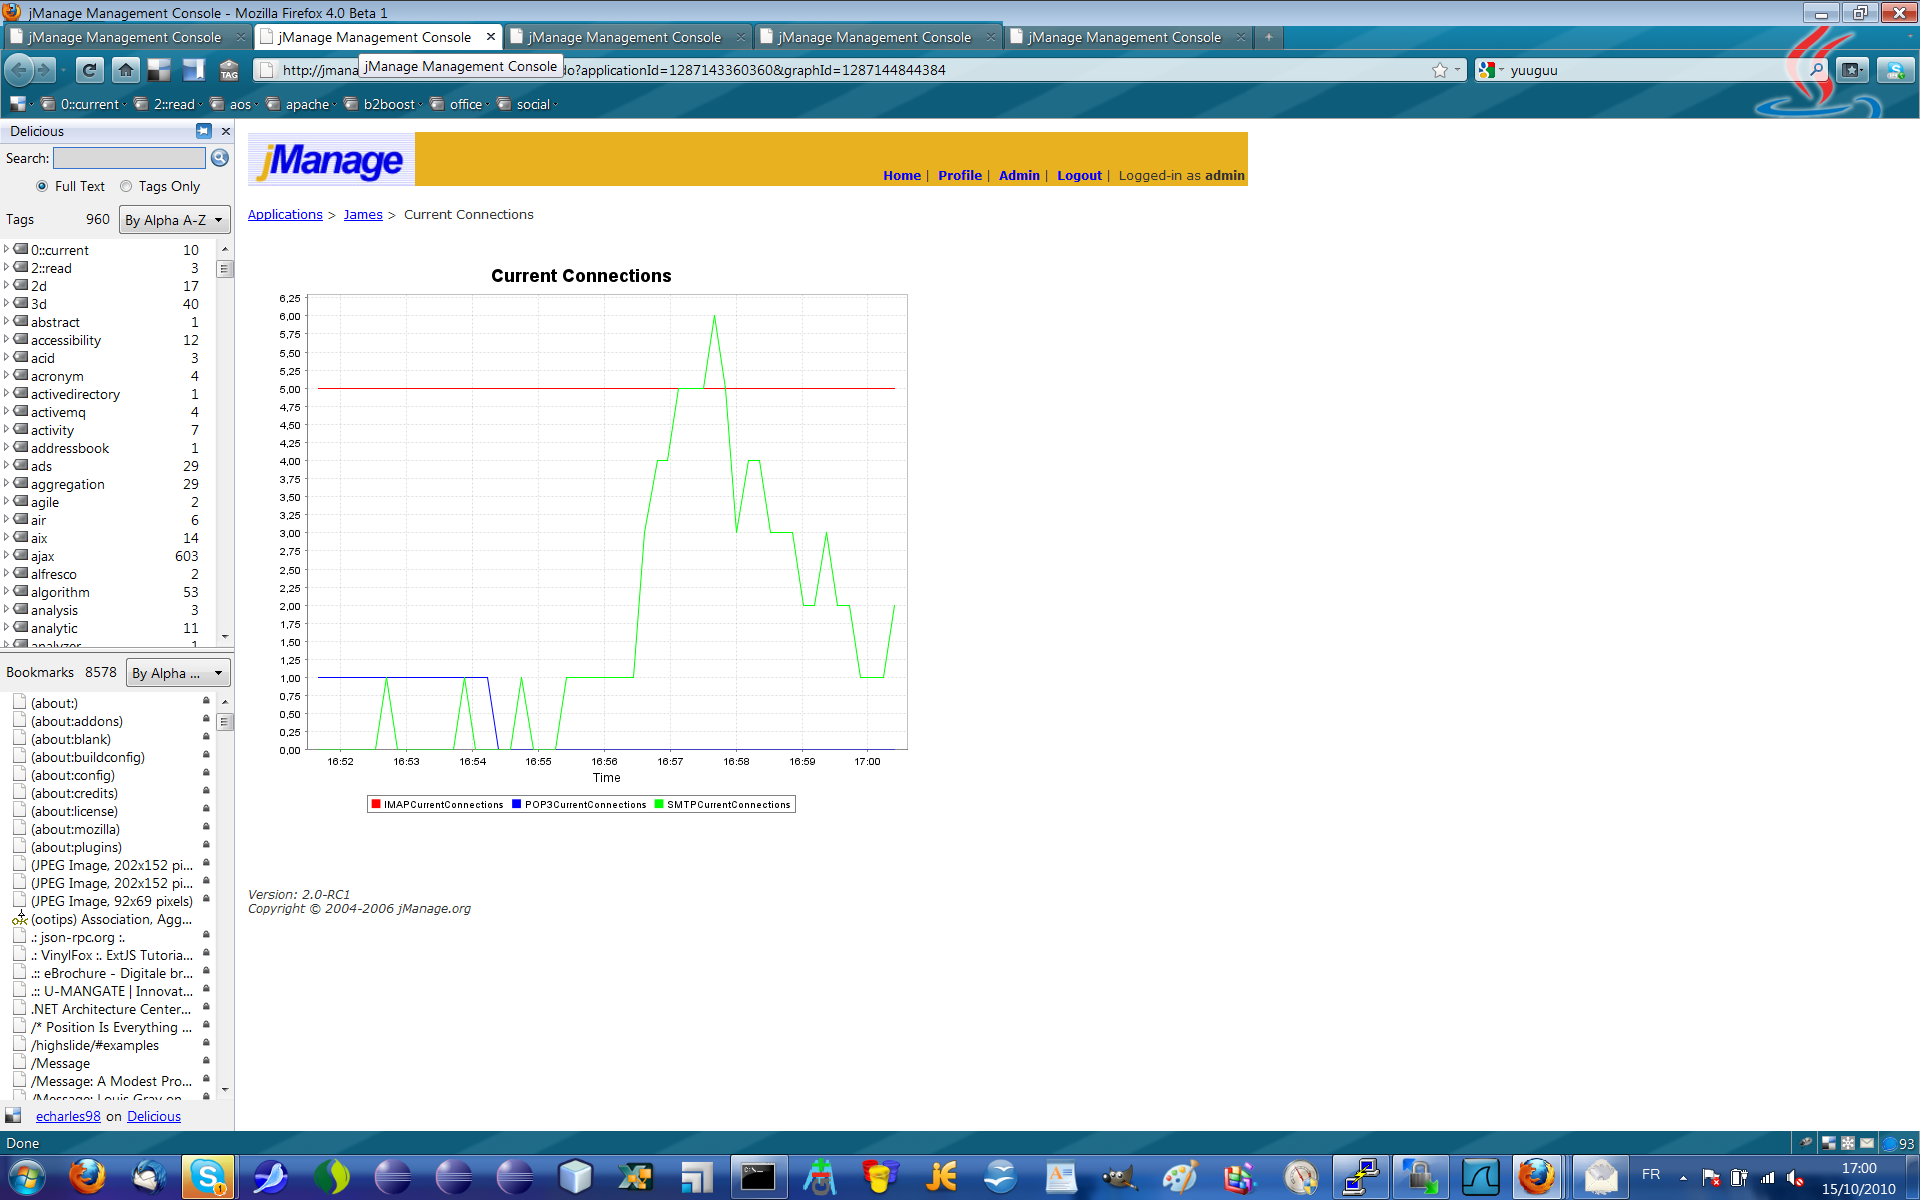 jManage Management Console - Mozilla Firefox 4.0 Beta 1
jManage Management Console
jManage Management Console
jManage Management Console
jManage Management Console
jManage Management Console
http://jmana
do?applicationId=1287143360360&graphId=1287144844384
jManage Management Console
yuuguu
TAG
0::current
2::read
aos
apache
b2boost
office
social
Delicious
Search:
Full Text
Tags Only
Tags 960 By Alpha A-Z
0::current 10
2::read 3
2d 17
3d 40
abstract 1
accessibility 12
acid 3
acronym 4
activedirectory 1
activemq 4
activity 7
addressbook 1
ads 29
aggregation 29
agile 2
air 6
aix 14
ajax 603
alfresco 2
algorithm 53
analysis 3
analytic 11
analyzer 1
Bookmarks 8578 By Alpha ...
(about:)
(about:addons)
(about:blank)
(about:buildconfig)
(about:config)
(about:credits)
(about:license)
(about:mozilla)
(about:plugins)
(JPEG Image, 202x152 pi...
(JPEG Image, 202x152 pi...
(JPEG Image, 92x69 pixels)
(ootips) Association, Agg...
.: json-rpc.org :.
.: VinylFox :. ExtJS Tutoria...
.:: eBrochure - Digitale br...
.:: U-MANGATE | Innovat...
.NET Architecture Center...
/* Position Is Everything ...
/highslide/#examples
/Message
/Message: A Modest Pro...
/Message: Louis Gray on
echarles98 on Delicious
jManage
Home | Profile | Admin | Logout | Logged-in as admin
Applications > James > Current Connections
Current Connections
6,25
6,00
5,75
5,50
5,25
5,00
4,75
4,50
4,25
4,00
3,75
3,50
3,25
3,00
2,75
2,50
2,25
2,00
1,75
1,50
1,25
1,00
0,75
0,50
0,25
0,00
16:52 16:53 16:54 16:55 16:56 16:57 16:58 16:59 17:00
Time
IMAPCurrentConnections POP3CurrentConnections SMTPCurrentConnections
Version: 2.0-RC1
Copyright © 2004-2006 jManage.org
Done
93
FR
17:00
15/10/2010